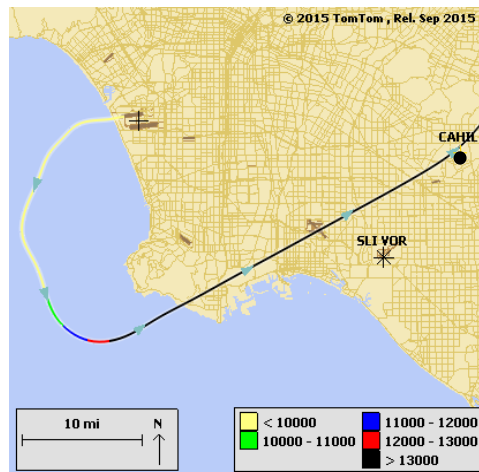 © 2015 TomTom , Rel. Sep 2015
CAHIL
SLI VOR
10 mi
N
< 10000
10000 - 11000
11000 - 12000
12000 - 13000
> 13000